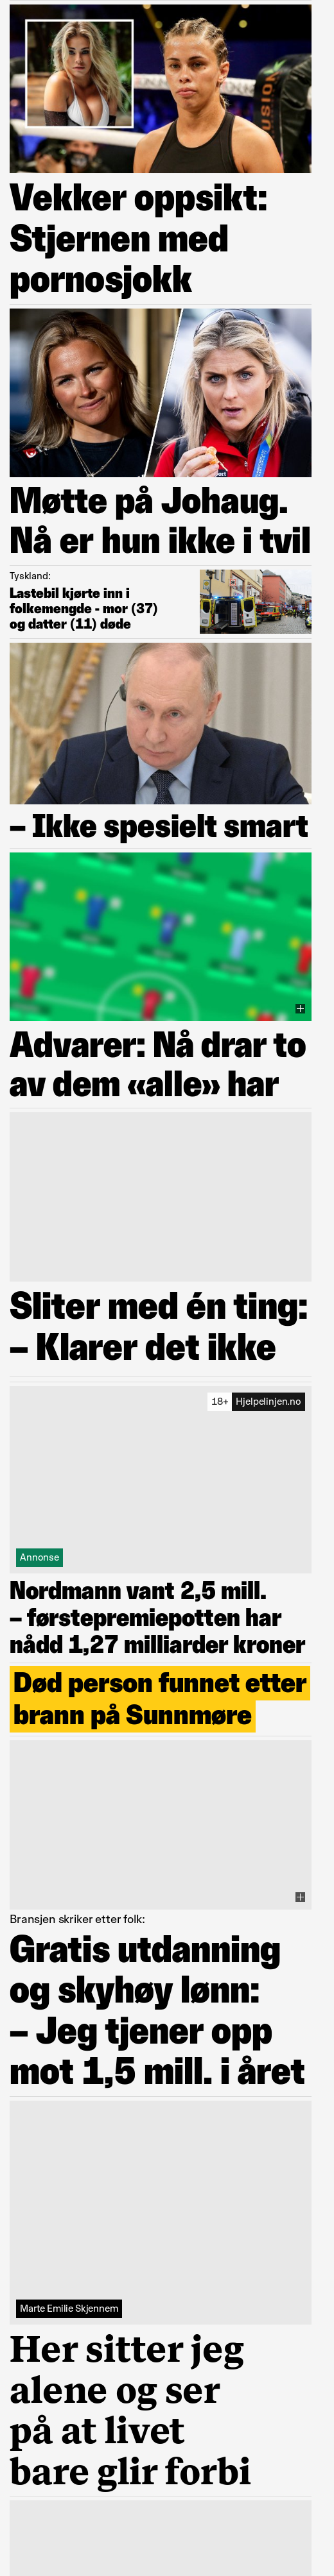 Vekker oppsikt:
Stjernen med
pornosjokk
Møtte på Johaug.
Nå er hun ikke i tvil
Tyskland:
Lastebil kjørte inn i
folkemengde - mor (37)
og datter (11) døde
– Ikke spesielt smart
Advarer: Nå drar to
av dem «alle» har
Sliter med én ting:
– Klarer det ikke
18+ Hjelpelinjen.no
Annonse
Nordmann vant 2,5 mill.
– førstepremiepotten har
nådd 1,27 milliarder kroner
Død person funnet etter
brann på Sunnmøre
Bransjen skriker etter folk:
Gratis utdanning
og skyhøy lønn:
– Jeg tjener opp
mot 1,5 mill. i året
Marte Emilie Skjennem
Her sitter jeg
alene og ser
på at livet
bare glir forbi